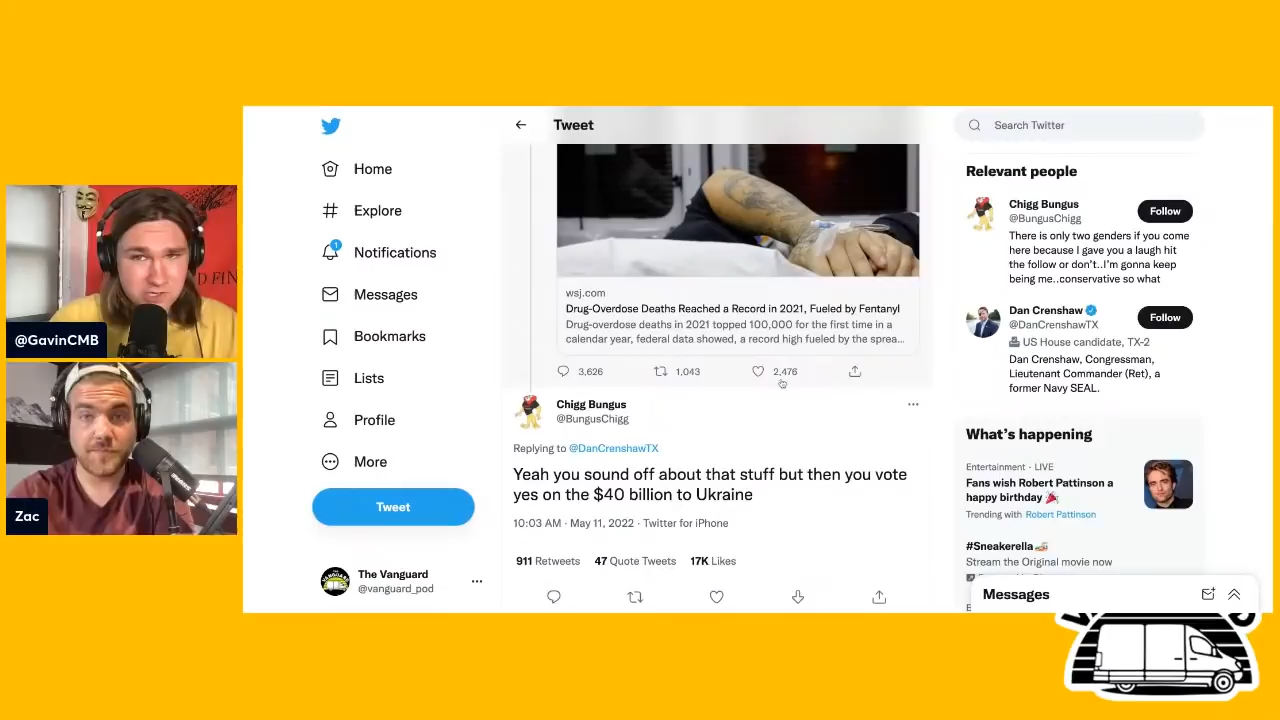 Tweet
Search Twitter
Home
Explore
1
Notifications
Messages
Bookmarks
Lists
Profile
More
Tweet
The Vanguard
@vanguard_pod
wsj.com
Drug-Overdose Deaths Reached a Record in 2021, Fueled by Fentanyl
Drug-overdose deaths in 2021 topped 100,000 for the first time in a
calendar year, federal data showed, a record high fueled by the sprea...
3,626 1,043 2,476
Chigg Bungus
@BungusChigg
Replying to @DanCrenshawTX
Yeah you sound off about that stuff but then you vote
yes on the $40 billion to Ukraine
10:03 AM · May 11, 2022 · Twitter for iPhone
911 Retweets 47 Quote Tweets 17K Likes
Relevant people
Chigg Bungus
@BungusChigg
Follow
There is only two genders if you come
here because I gave you a laugh hit
the follow or don't..I'm gonna keep
being me..conservative so what
Dan Crenshaw
@DanCrenshawTX
Follow
US House candidate, TX-2
Dan Crenshaw, Congressman,
Lieutenant Commander (Ret), a
former Navy SEAL.
What's happening
Entertainment · LIVE
Fans wish Robert Pattinson a
happy birthday
Trending with Robert Pattinson
#Sneakerella
Stream the Original movie now
Messages
@GavinCMB
Zac